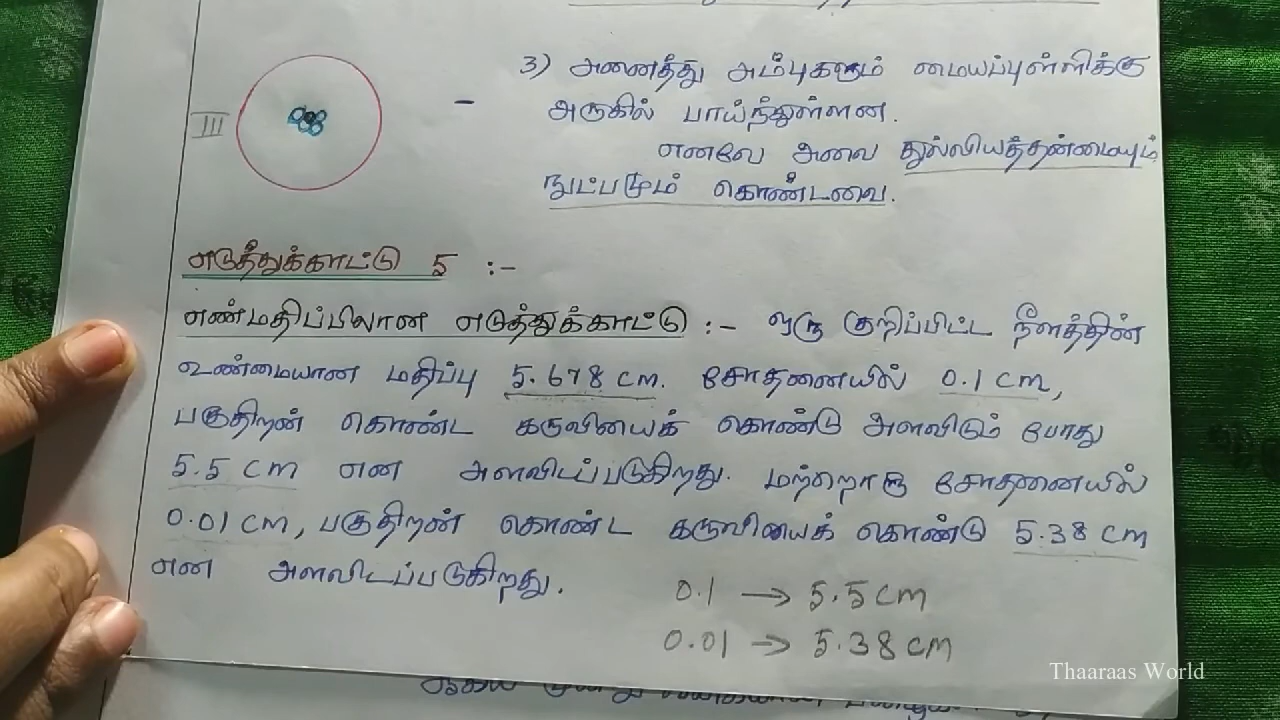 III
-
3) அனைத்து அம்புகளும் மையப்புள்ளிக்கு
அருகில் பாய்ந்துள்ளன.
எனவே அவை துல்லியத்தன்மையும்
நுட்பமும் கொண்டவை.
எடுத்துக்காட்டு 5 :-
எண்மதிப்பிலான எடுத்துக்காட்டு :- ஒரு குறிப்பிட்ட நீளத்தின்
உண்மையான மதிப்பு 5.678 cm. சோதனையில் 0.1 cm,
பகுதிறன் கொண்ட கருவியைக் கொண்டு அளவிடும் போது
5.5 cm என அளவிடப்படுகிறது. மற்றொரு சோதனையில்
0.01 cm, பகுதிறன் கொண்ட கருவியைக் கொண்டு 5.38 cm
என அளவிடப்படுகிறது.
0.1 → 5.5 cm
0.01 → 5.38 cm
Thaaraas World